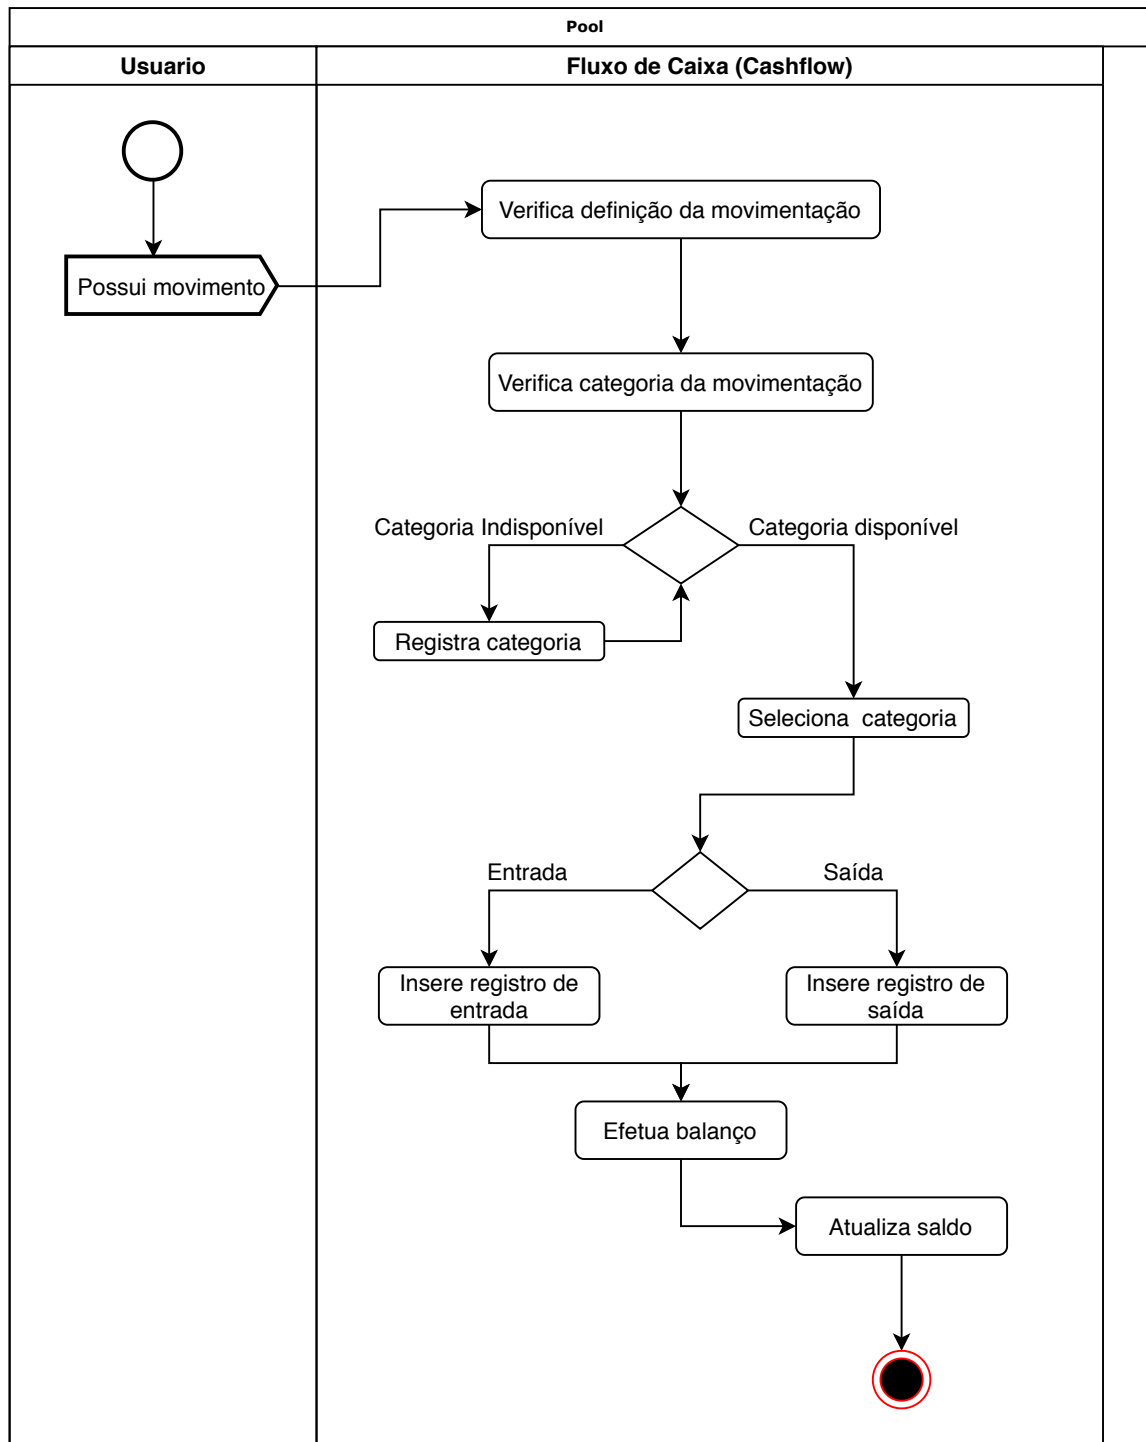 Pool
Usuario
Fluxo de Caixa (Cashflow)
Verifica definição da movimentação
Possui movimento
Verifica categoria da movimentação
Categoria Indisponível
Categoria disponível
Registra categoria
Seleciona  categoria
Entrada
Saída
Insere registro de
entrada
Insere registro de
saída
Efetua balanço
Atualiza saldo